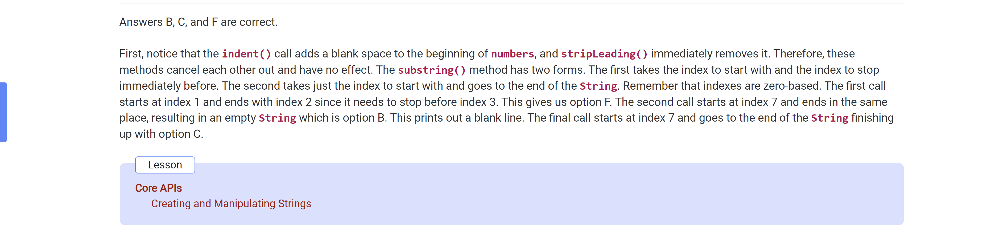 Answers B, C, and F are correct.
First, notice that the indent() call adds a blank space to the beginning of numbers, and stripLeading() immediately removes it. Therefore, these
methods cancel each other out and have no effect. The substring() method has two forms. The first takes the index to start with and the index to stop
immediately before. The second takes just the index to start with and goes to the end of the String. Remember that indexes are zero-based. The first call
starts at index 1 and ends with index 2 since it needs to stop before index 3. This gives us option F. The second call starts at index 7 and ends in the same
place, resulting in an empty String which is option B. This prints out a blank line. The final call starts at index 7 and goes to the end of the String finishing
up with option C.
Lesson
Core APIs
Creating and Manipulating Strings